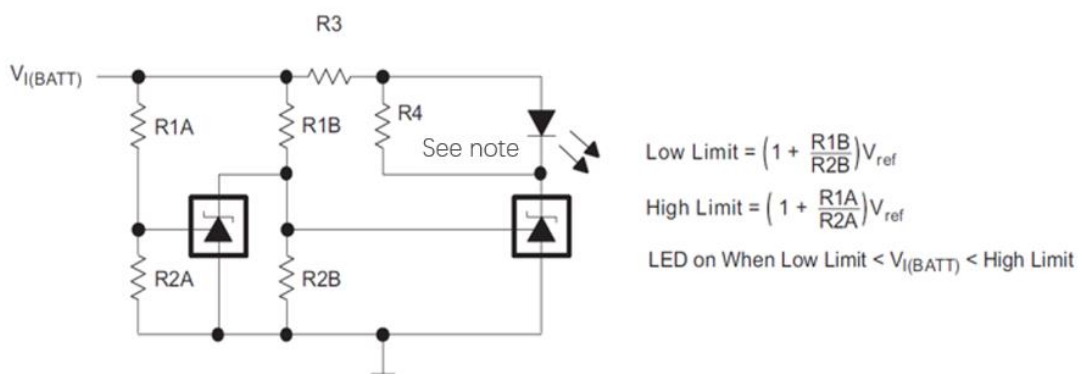 R3
V_I(BATT)
R1A
R1B
R4
See note
R2A
R2B
Low Limit = (1 + R1B/R2B)V_ref
High Limit = (1 + R1A/R2A)V_ref
LED on When Low Limit < V_I(BATT) < High Limit